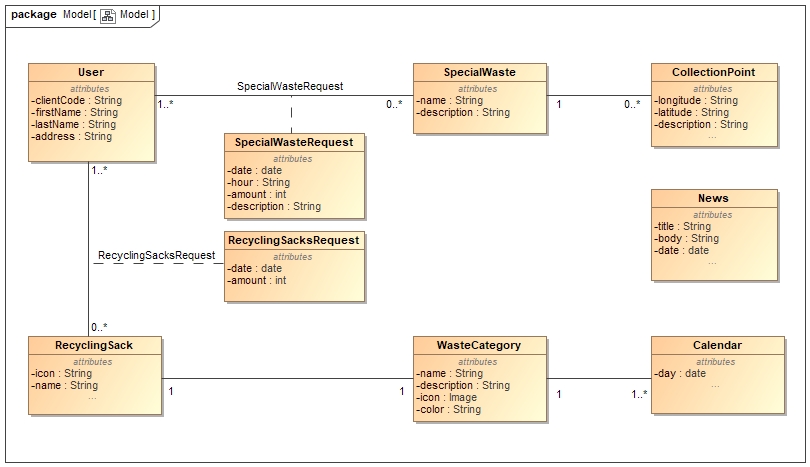 package Model [ Model ]
User
attributes
-clientCode : String
-firstName : String
-lastName : String
-address : String
1..*
SpecialWasteRequest
0..*
SpecialWaste
attributes
-name : String
-description : String
1
0..*
CollectionPoint
attributes
-longitude : String
-latitude : String
-description : String
...
SpecialWasteRequest
attributes
-date : date
-hour : String
-amount : int
-description : String
1..*
RecyclingSacksRequest
RecyclingSacksRequest
attributes
-date : date
-amount : int
News
attributes
-title : String
-body : String
-date : date
...
0..*
RecyclingSack
attributes
-icon : String
-name : String
...
1
1
WasteCategory
attributes
-name : String
-description : String
-icon : Image
-color : String
1
1..*
Calendar
attributes
-day : date
...